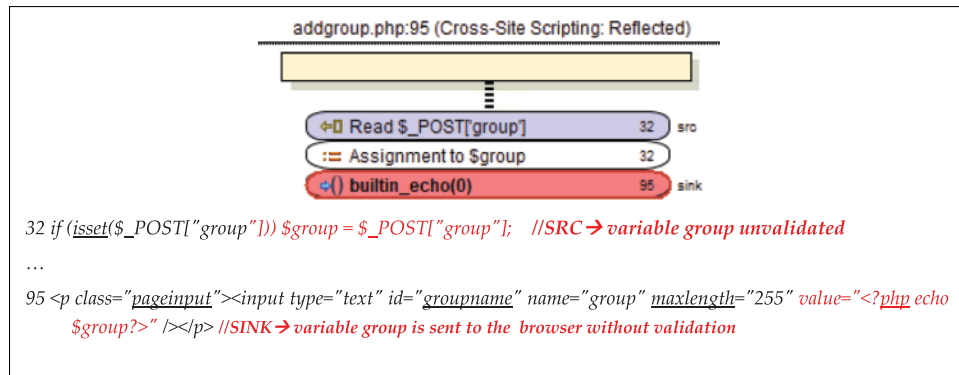 addgroup.php:95 (Cross-Site Scripting: Reflected)
Read $_POST['group'] 32 src
:= Assignment to $group 32
() builtin_echo(0) 95 sink
32 if (isset($_POST["group"])) $group = $_POST["group"]; //SRC→ variable group unvalidated
…
95 <p class="pageinput"><input type="text" id="groupname" name="group" maxlength="255" value="<?php echo
$group?>" /></p> //SINK→ variable group is sent to the browser without validation